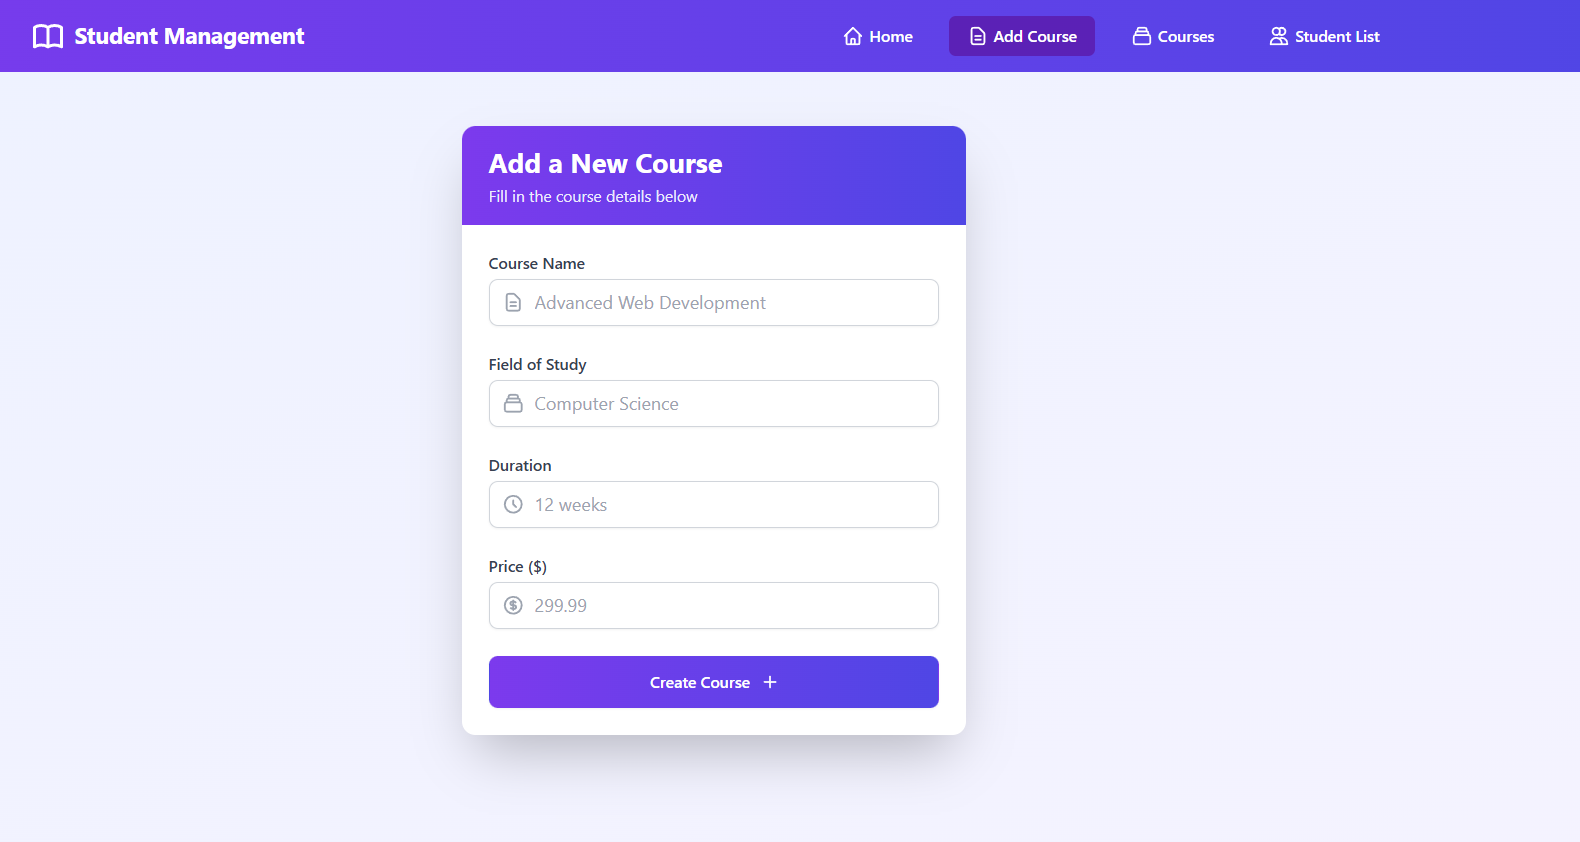 Student Management
Home
Add Course
Courses
Student List
Add a New Course
Fill in the course details below
Course Name
Advanced Web Development
Field of Study
Computer Science
Duration
12 weeks
Price ($)
299.99
Create Course +